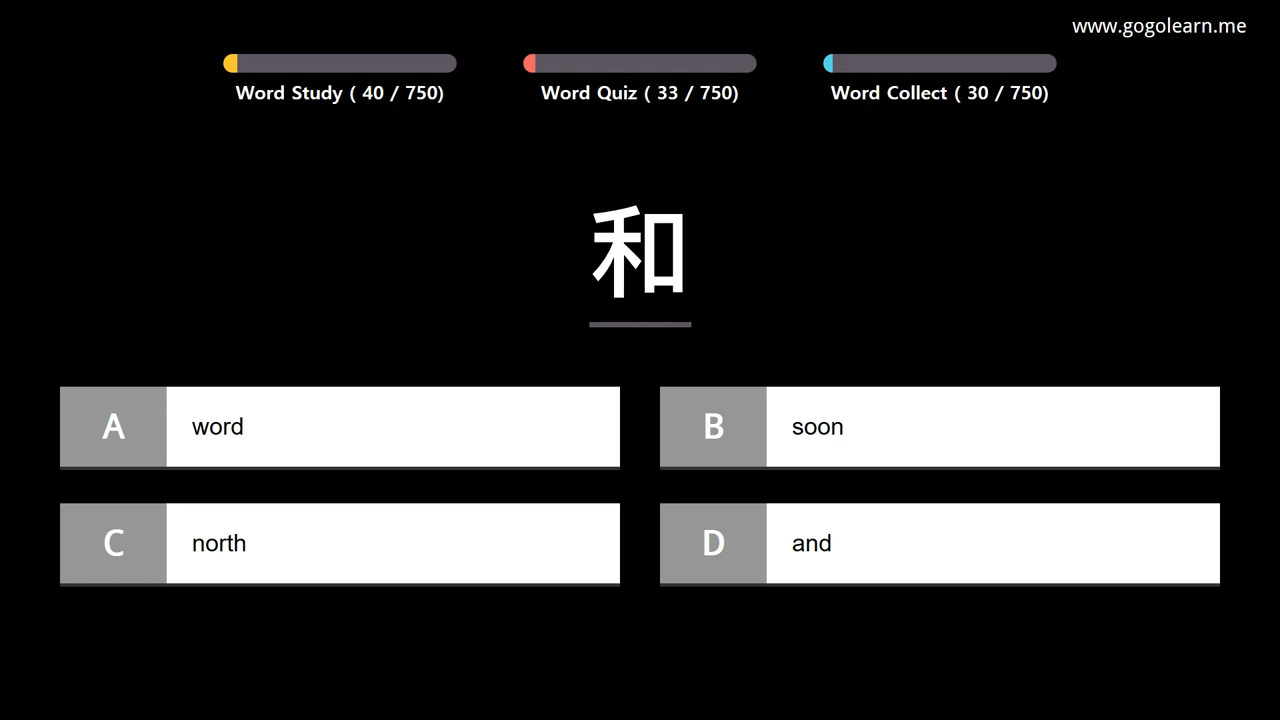 www.gogolearn.me
Word Study ( 40 / 750)
Word Quiz ( 33 / 750)
Word Collect ( 30 / 750)
和
A word
B soon
C north
D and